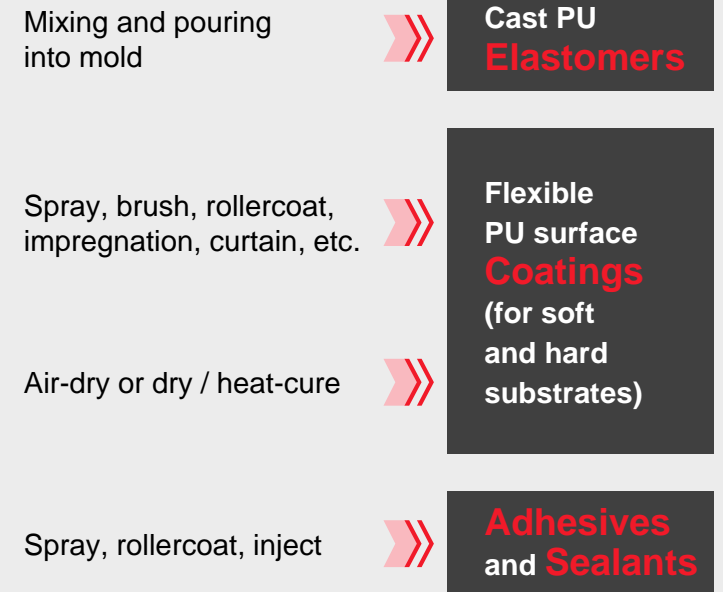 Mixing and pouring
into mold
Cast PU
Elastomers
Spray, brush, rollercoat,
impregnation, curtain, etc.
Air-dry or dry / heat-cure
Flexible
PU surface
Coatings
(for soft
and hard
substrates)
Spray, rollercoat, inject
Adhesives
and Sealants